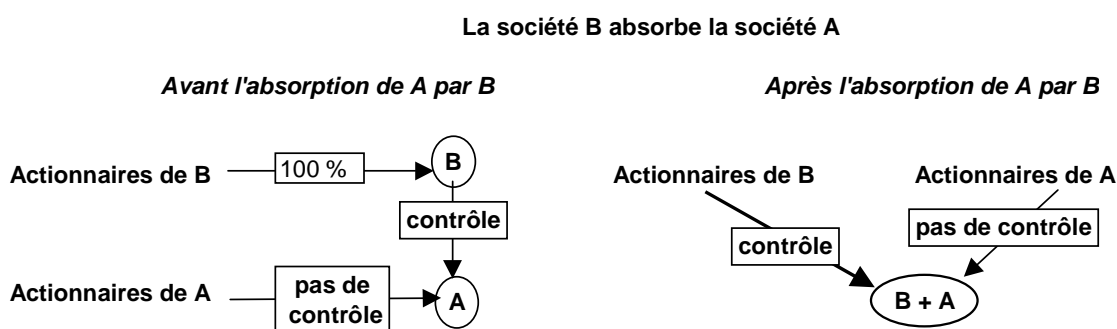 La société B absorbe la société A
Avant l'absorption de A par B
Après l'absorption de A par B
Actionnaires de B
100 %
B
contrôle
Actionnaires de A
pas de
contrôle
A
Actionnaires de B
Actionnaires de A
contrôle
pas de contrôle
B + A